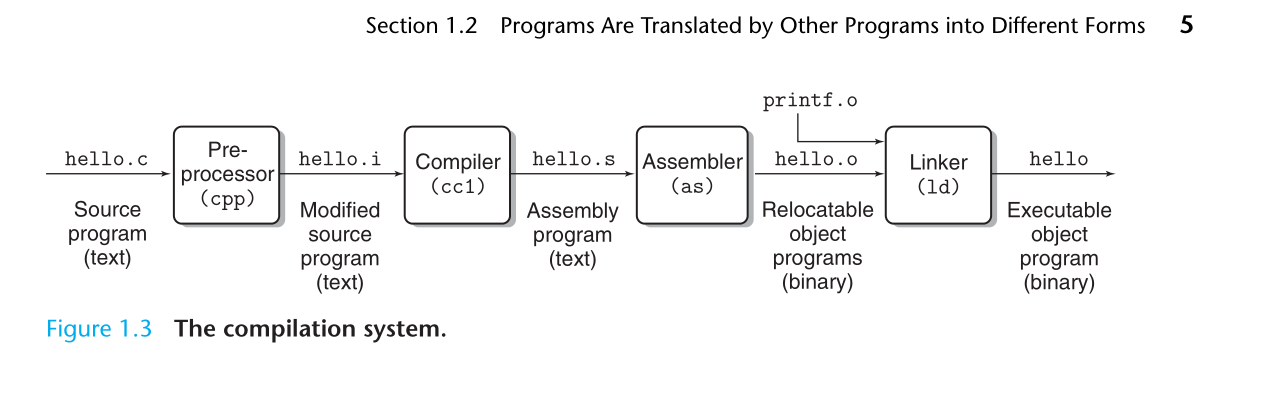 Section 1.2 Programs Are Translated by Other Programs into Different Forms 5
printf.o
hello.c
Pre-
processor
(cpp)
hello.i
Compiler
(cc1)
hello.s
Assembler
(as)
hello.o
Linker
(ld)
hello
Source
program
(text)
Modified
source
program
(text)
Assembly
program
(text)
Relocatable
object
programs
(binary)
Executable
object
program
(binary)
Figure 1.3 The compilation system.